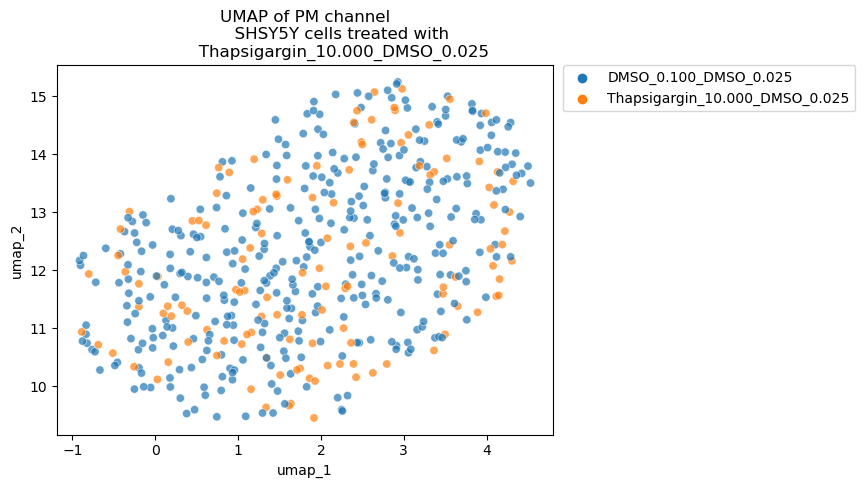 UMAP of PM channel
SHSY5Y cells treated with
Thapsigargin_10.000_DMSO_0.025
DMSO_0.100_DMSO_0.025
Thapsigargin_10.000_DMSO_0.025
15
14
13
12
11
10
umap_2
−1
0
1
2
3
4
umap_1